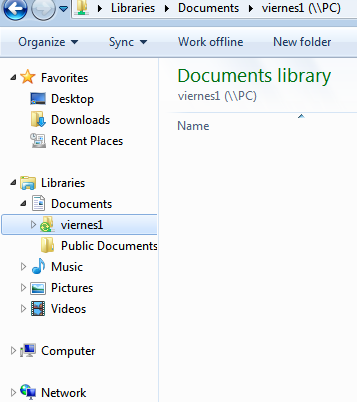 Libraries Documents viernes1 (\\PC)
Organize Sync Work offline New folder
Favorites
Desktop
Downloads
Recent Places
Libraries
Documents
viernes1
Public Documents
Music
Pictures
Videos
Computer
Network
Documents library
viernes1 (\\PC)
Name